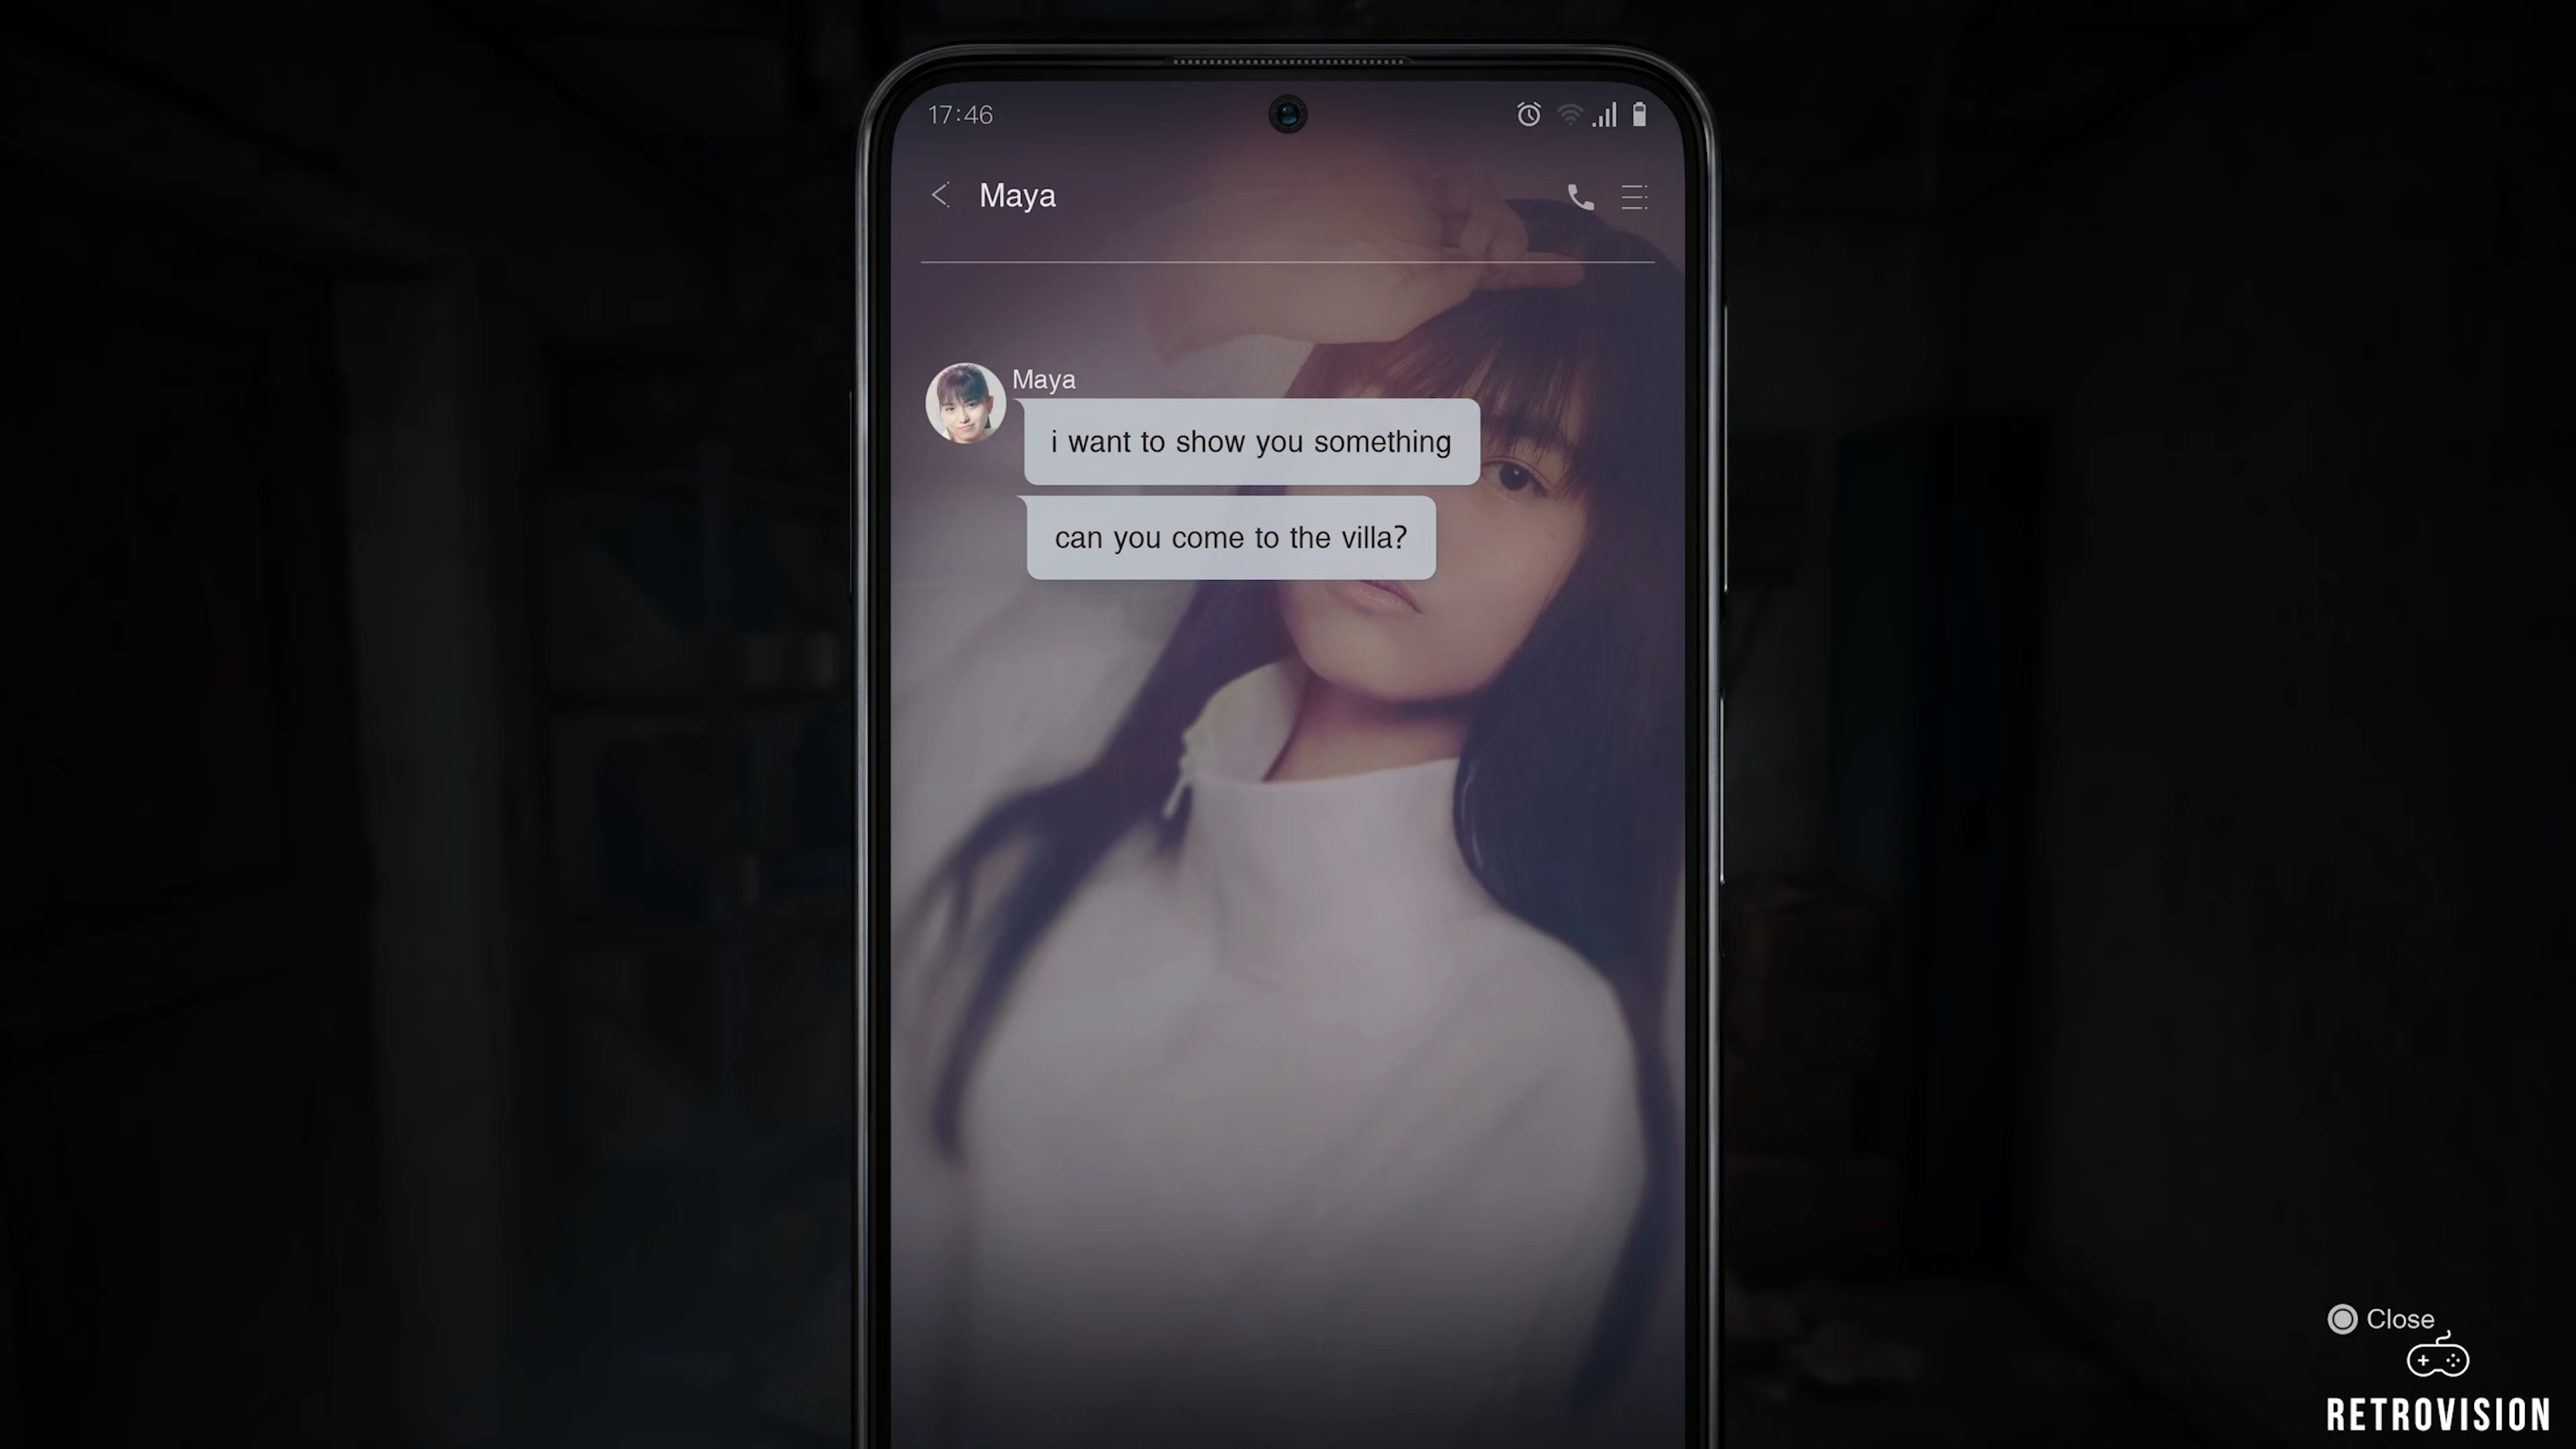 17:46
Maya
Maya
i want to show you something
can you come to the villa?
Close
RETROVISION